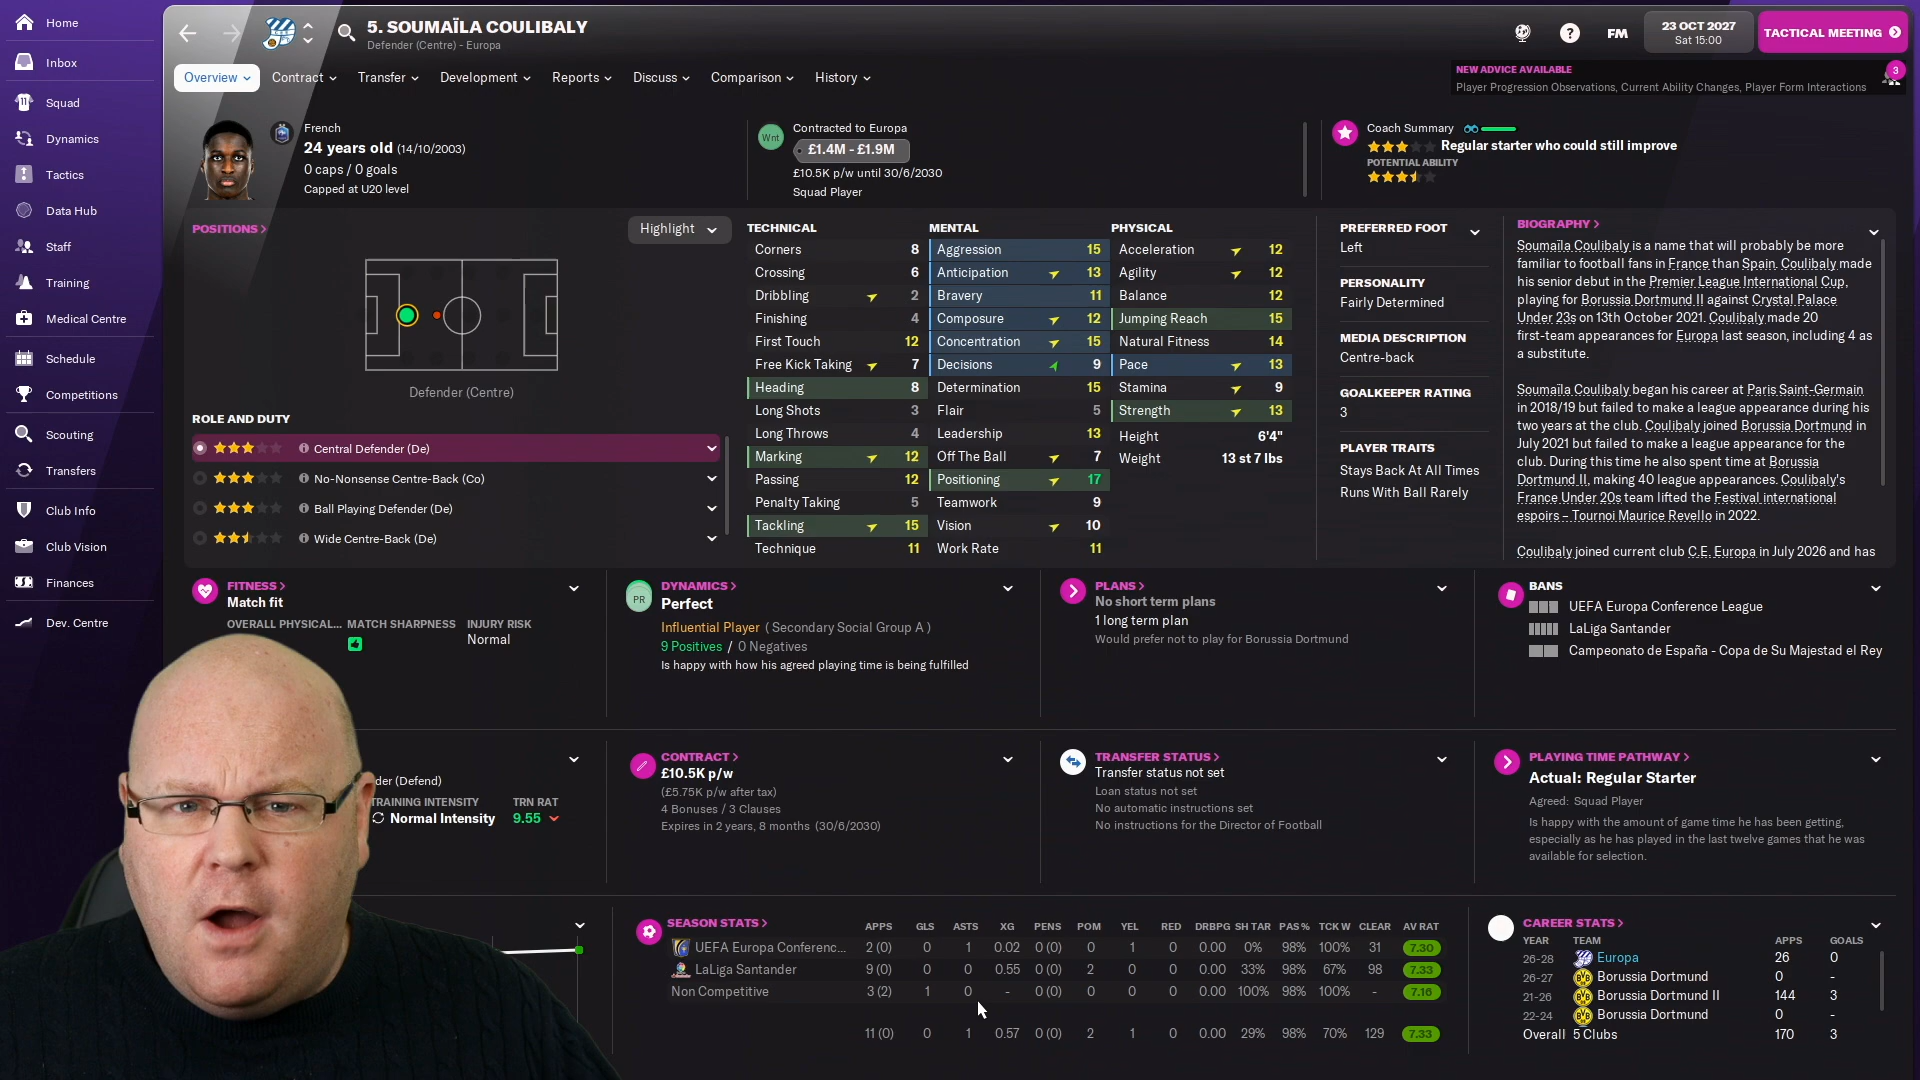 Home
Inbox
Squad
Dynamics
Tactics
Data Hub
Staff
Training
Medical Centre
Schedule
Competitions
Scouting
Transfers
Club Info
Club Vision
Finances
Dev. Centre
5. SOUMAÏLA COULIBALY
Defender (Centre) - Europa
FM
23 OCT 2027
Sat 15:00
TACTICAL MEETING
Overview
Contract
Transfer
Development
Reports
Discuss
Comparison
History
NEW ADVICE AVAILABLE
3
Player Progression Observations, Current Ability Changes, Player Form Interactions
French
24 years old (14/10/2003)
0 caps / 0 goals
Capped at U20 level
Wnt
Contracted to Europa
£1.4M - £1.9M
£10.5K p/w until 30/6/2030
Squad Player
Coach Summary
Regular starter who could still improve
POTENTIAL ABILITY
POSITIONS >
Highlight
Defender (Centre)
ROLE AND DUTY
Central Defender (De)
No-Nonsense Centre-Back (Co)
Ball Playing Defender (De)
Wide Centre-Back (De)
TECHNICAL
Corners 8
Crossing 6
Dribbling 2
Finishing 4
First Touch 12
Free Kick Taking 7
Heading 8
Long Shots 3
Long Throws 4
Marking 12
Passing 12
Penalty Taking 5
Tackling 15
Technique 11
MENTAL
Aggression 15
Anticipation 13
Bravery 11
Composure 12
Concentration 15
Decisions 9
Determination 15
Flair 5
Leadership 13
Off The Ball 7
Positioning 17
Teamwork 9
Vision 10
Work Rate 11
PHYSICAL
Acceleration 12
Agility 12
Balance 12
Jumping Reach 15
Natural Fitness 14
Pace 13
Stamina 9
Strength 13
Height 6'4"
Weight 13 st 7 lbs
PREFERRED FOOT
Left
PERSONALITY
Fairly Determined
MEDIA DESCRIPTION
Centre-back
GOALKEEPER RATING
3
PLAYER TRAITS
Stays Back At All Times
Runs With Ball Rarely
BIOGRAPHY >
Soumaïla Coulibaly is a name that will probably be more
familiar to football fans in France than Spain. Coulibaly made
his senior debut in the Premier League International Cup,
playing for Borussia Dortmund II against Crystal Palace
Under 23s on 13th October 2021. Coulibaly made 20
first-team appearances for Europa last season, including 4 as
a substitute.
Soumaïla Coulibaly began his career at Paris Saint-Germain
in 2018/19 but failed to make a league appearance during his
two years at the club. Coulibaly joined Borussia Dortmund in
July 2021 but failed to make a league appearance for the
club. During this time he also spent time at Borussia
Dortmund II, making 40 league appearances. Coulibaly's
France Under 20s team lifted the Festival international
espoirs – Tournoi Maurice Revello in 2022.
Coulibaly joined current club C.E. Europa in July 2026 and has
FITNESS >
Match fit
OVERALL PHYSICAL... MATCH SHARPNESS INJURY RISK
Normal
PR
DYNAMICS >
Perfect
Influential Player ( Secondary Social Group A )
9 Positives / 0 Negatives
Is happy with how his agreed playing time is being fulfilled
PLANS >
No short term plans
1 long term plan
Would prefer not to play for Borussia Dortmund
BANS
UEFA Europa Conference League
LaLiga Santander
Campeonato de España - Copa de Su Majestad el Rey
der (Defend)
TRAINING INTENSITY TRN RAT
Normal Intensity 9.55
CONTRACT >
£10.5K p/w
(£5.75K p/w after tax)
4 Bonuses / 3 Clauses
Expires in 2 years, 8 months (30/6/2030)
TRANSFER STATUS >
Transfer status not set
Loan status not set
No automatic instructions set
No instructions for the Director of Football
PLAYING TIME PATHWAY >
Actual: Regular Starter
Agreed: Squad Player
Is happy with the amount of game time he has been getting,
especially as he has played in the last twelve games that he was
available for selection.
SEASON STATS > APPS GLS ASTS XG PENS POM YEL RED DRBPG SH TAR PAS % TCK W CLEAR AV RAT
UEFA Europa Conferenc... 2 (0) 0 1 0.02 0 (0) 0 1 0 0.00 0% 98% 100% 31 7.30
LaLiga Santander 9 (0) 0 0 0.55 0 (0) 2 0 0 0.00 33% 98% 67% 98 7.33
Non Competitive 3 (2) 1 0 - 0 (0) 0 0 0 0.00 100% 98% 100% - 7.16
11 (0) 0 1 0.57 0 (0) 2 1 0 0.00 29% 98% 70% 129 7.33
CAREER STATS >
YEAR TEAM APPS GOALS
26-28 Europa 26 0
26-27 Borussia Dortmund 0 -
21-26 Borussia Dortmund II 144 3
22-24 Borussia Dortmund 0 -
Overall 5 Clubs 170 3